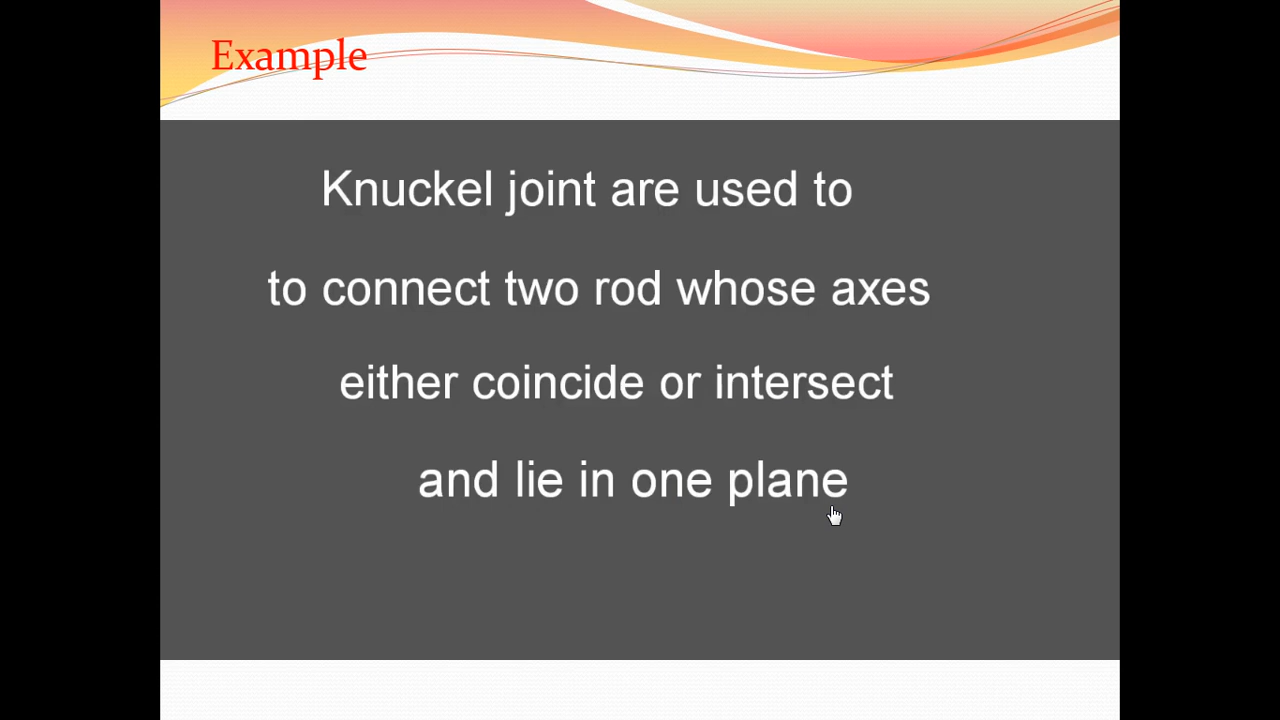 Example
Knuckel joint are used to
to connect two rod whose axes
either coincide or intersect
and lie in one plane